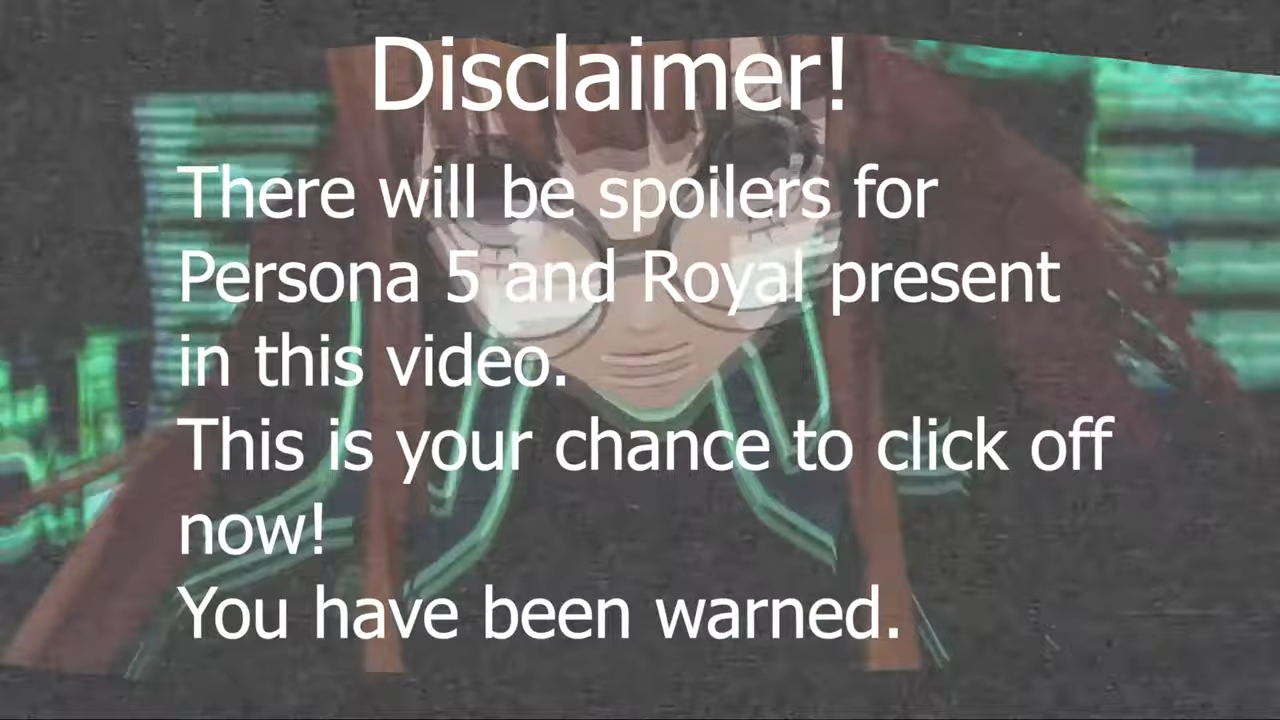 Disclaimer!
There will be spoilers for
Persona 5 and Royal present
in this video.
This is your chance to click off
now!
You have been warned.